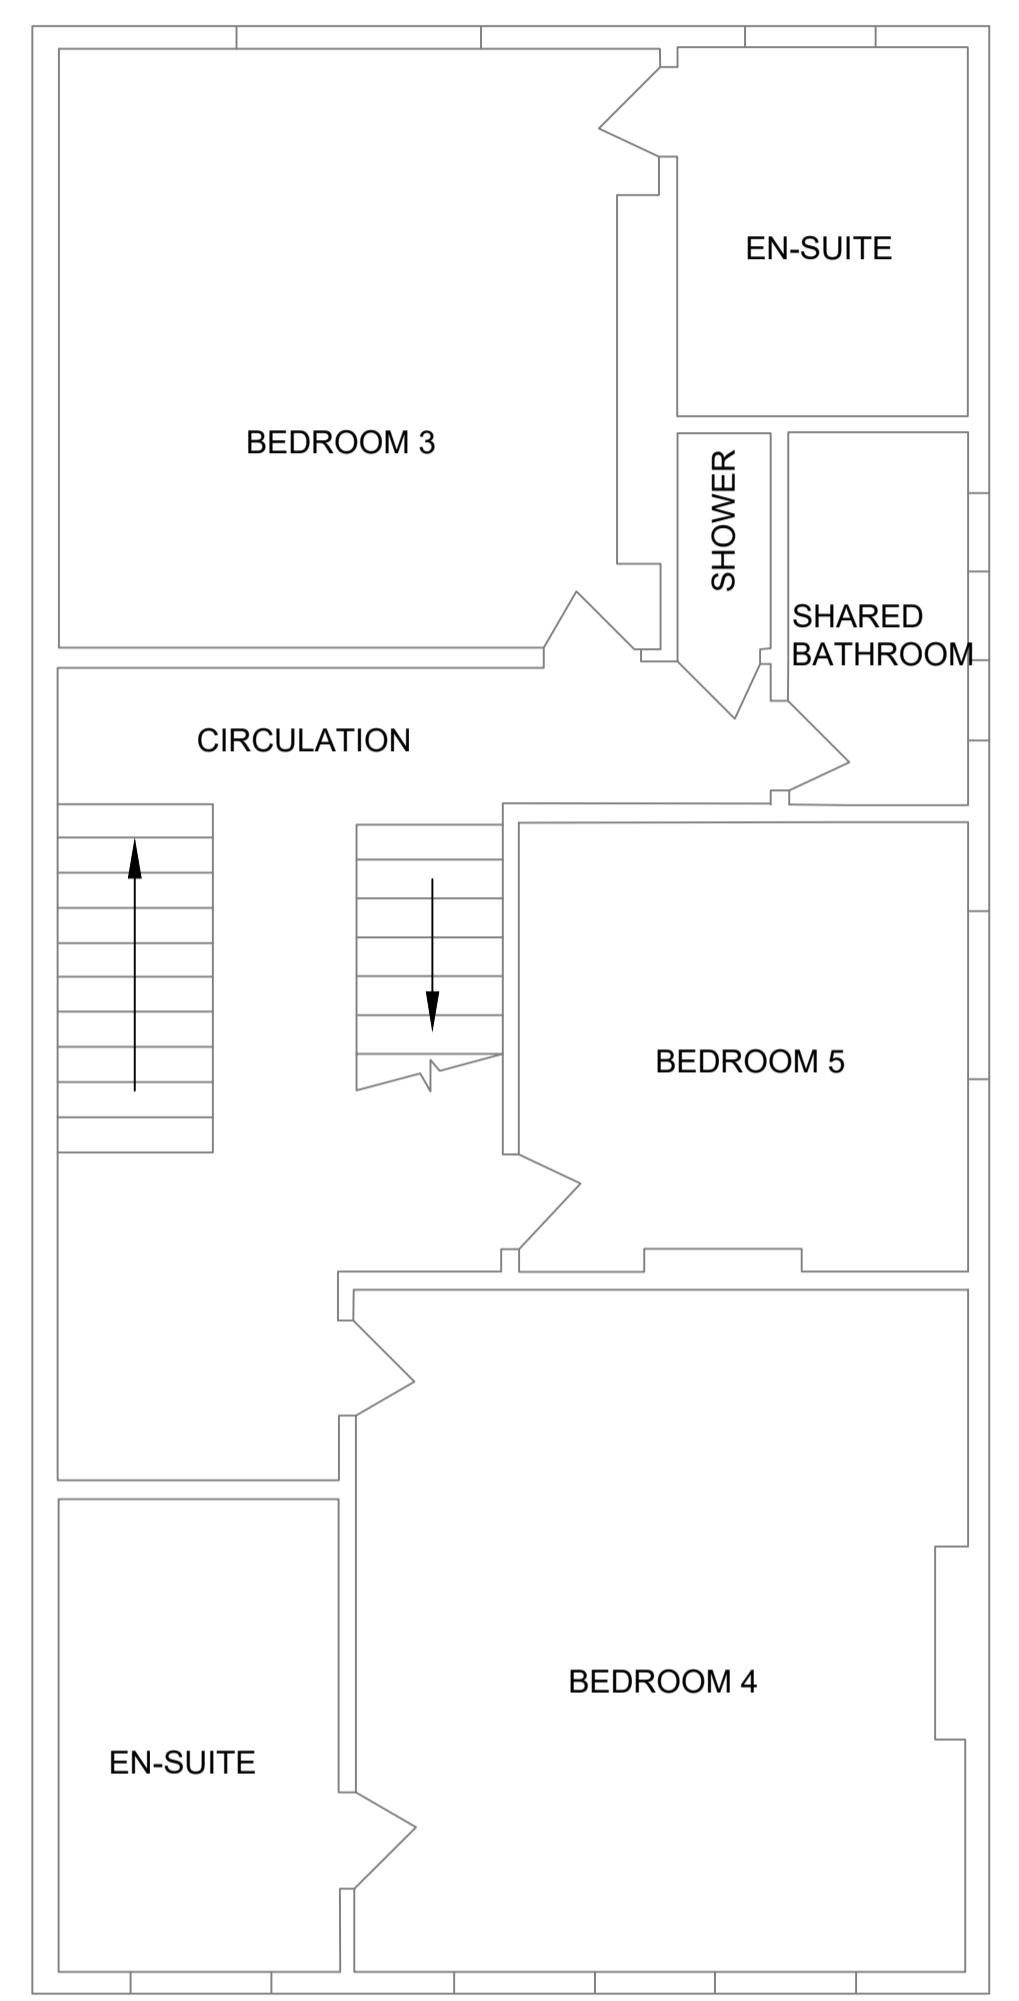 EN-SUITE
BEDROOM 3
SHOWER
SHARED
BATHROOM
CIRCULATION
BEDROOM 5
BEDROOM 4
EN-SUITE